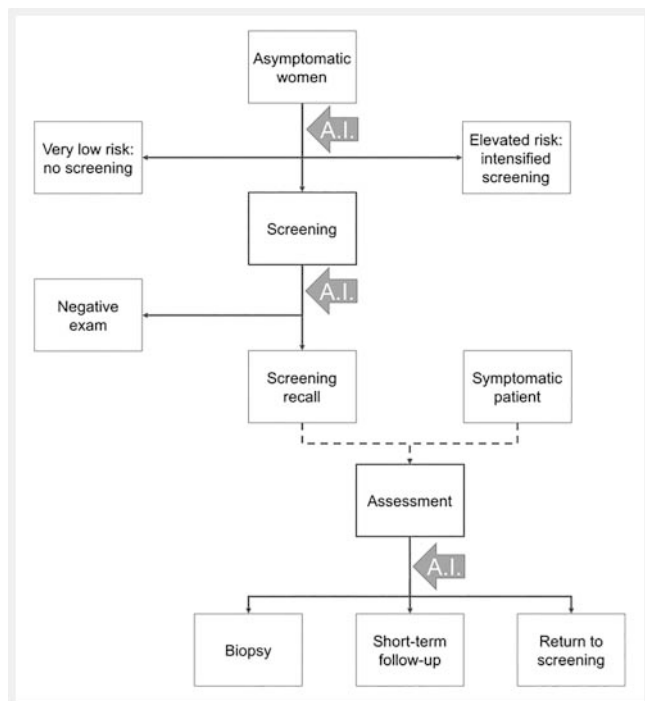 Asymptomatic
women
A.I.
Very low risk:
no screening
Elevated risk:
intensified
screening
Screening
A.I.
Negative
exam
Screening
recall
Symptomatic
patient
Assessment
A.I.
Biopsy
Short-term
follow-up
Return to
screening